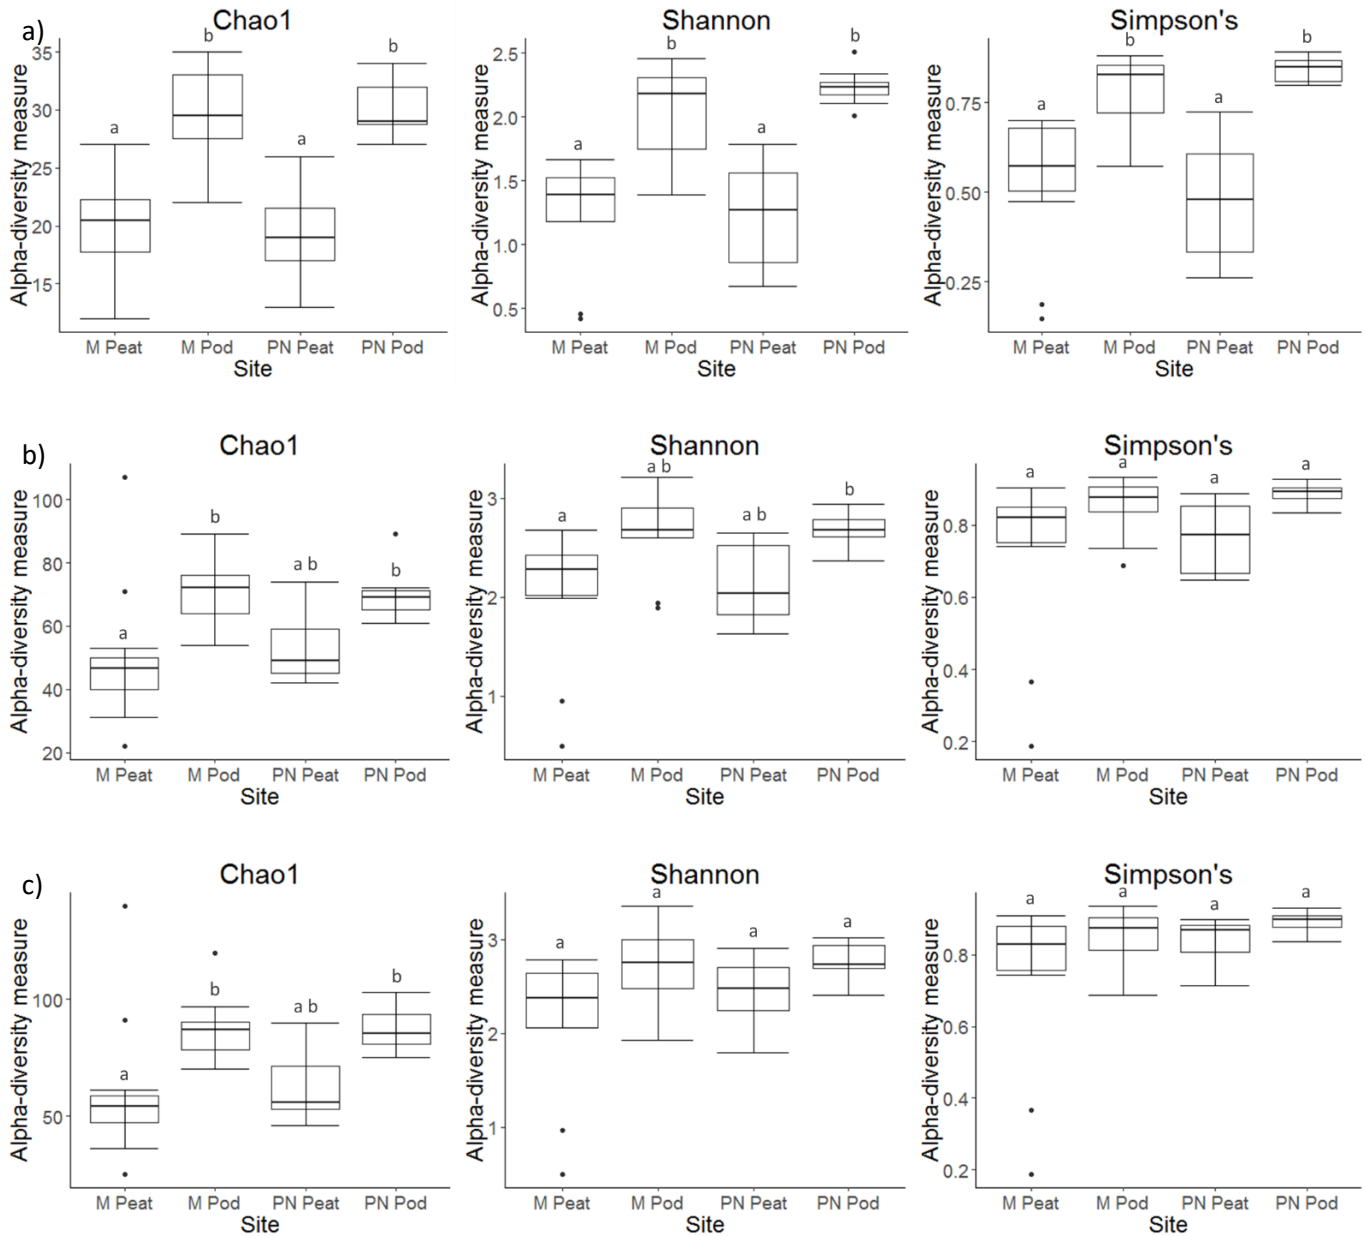 a)
Chao1
Alpha-diversity measure
35
30
25
20
15
a
b
a
b
M Peat
M Pod
PN Peat
PN Pod
Site
Shannon
Alpha-diversity measure
2.5
2.0
1.5
1.0
0.5
a
b
a
b
M Peat
M Pod
PN Peat
PN Pod
Site
Simpson's
Alpha-diversity measure
0.75
0.50
0.25
a
b
a
b
M Peat
M Pod
PN Peat
PN Pod
Site
b)
Chao1
Alpha-diversity measure
100
80
60
40
20
a
b
a b
b
M Peat
M Pod
PN Peat
PN Pod
Site
Shannon
Alpha-diversity measure
3
2
1
a
a b
a b
b
M Peat
M Pod
PN Peat
PN Pod
Site
Simpson's
Alpha-diversity measure
0.8
0.6
0.4
0.2
a
a
a
a
M Peat
M Pod
PN Peat
PN Pod
Site
c)
Chao1
Alpha-diversity measure
100
50
a
b
a b
b
M Peat
M Pod
PN Peat
PN Pod
Site
Shannon
Alpha-diversity measure
3
2
1
a
a
a
a
M Peat
M Pod
PN Peat
PN Pod
Site
Simpson's
Alpha-diversity measure
0.8
0.6
0.4
0.2
a
a
a
a
M Peat
M Pod
PN Peat
PN Pod
Site